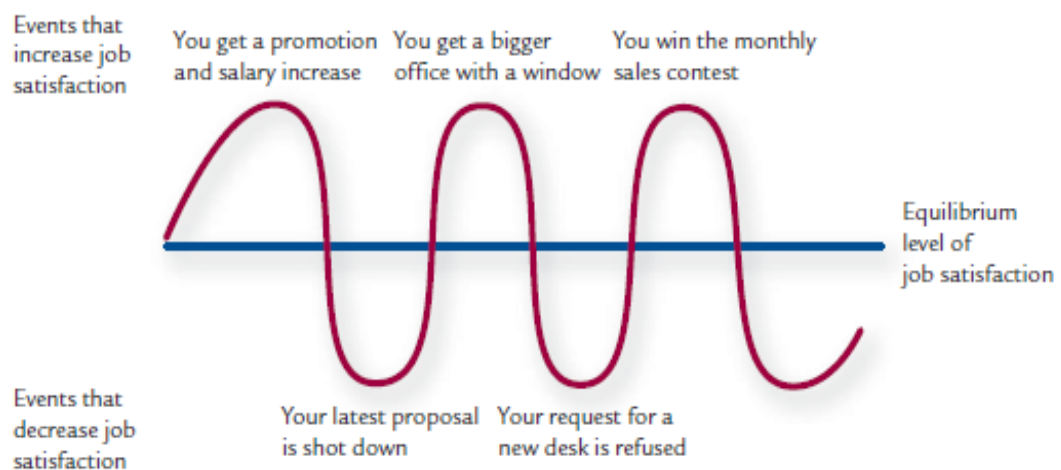 Events that
increase job
satisfaction
You get a promotion
and salary increase
You get a bigger
office with a window
You win the monthly
sales contest
Equilibrium
level of
job satisfaction
Events that
decrease job
satisfaction
Your latest proposal
is shot down
Your request for a
new desk is refused